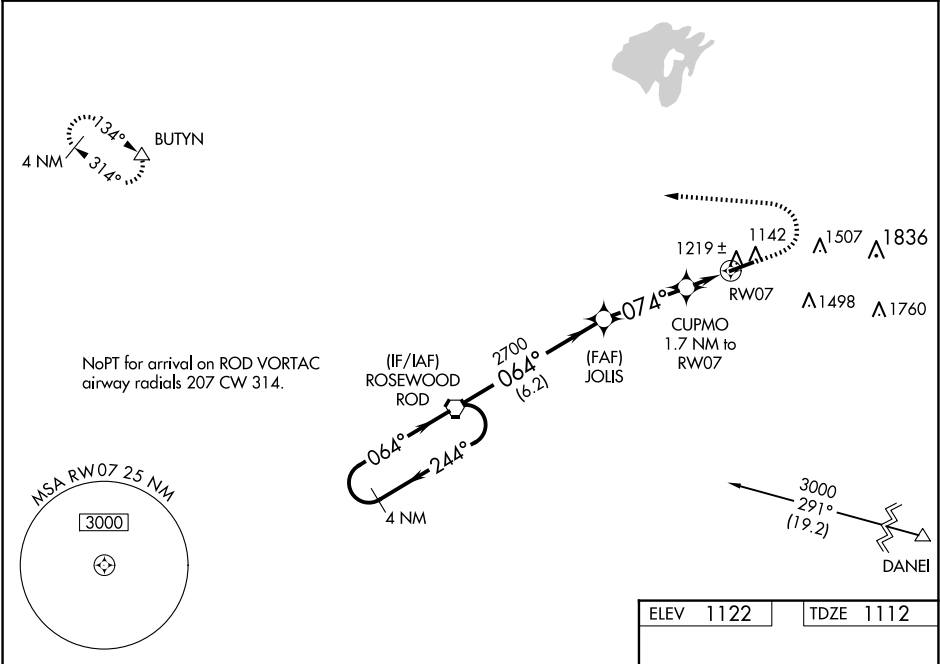 134°
BUTYN
4 NM
314°
1142
1507
1836
1219 ±
RW07
074°
1498
1760
CUPMO
1.7 NM to
RW07
NoPT for arrival on ROD VORTAC
airway radials 207 CW 314.
(IF/IAF)
ROSEWOOD
ROD
2700
064°
(6.2)
(FAF)
JOLIS
064°
244°
4 NM
MSA RW07 25 NM
3000
3000
291°
(19.2)
DANEI
ELEV 1122
TDZE 1112